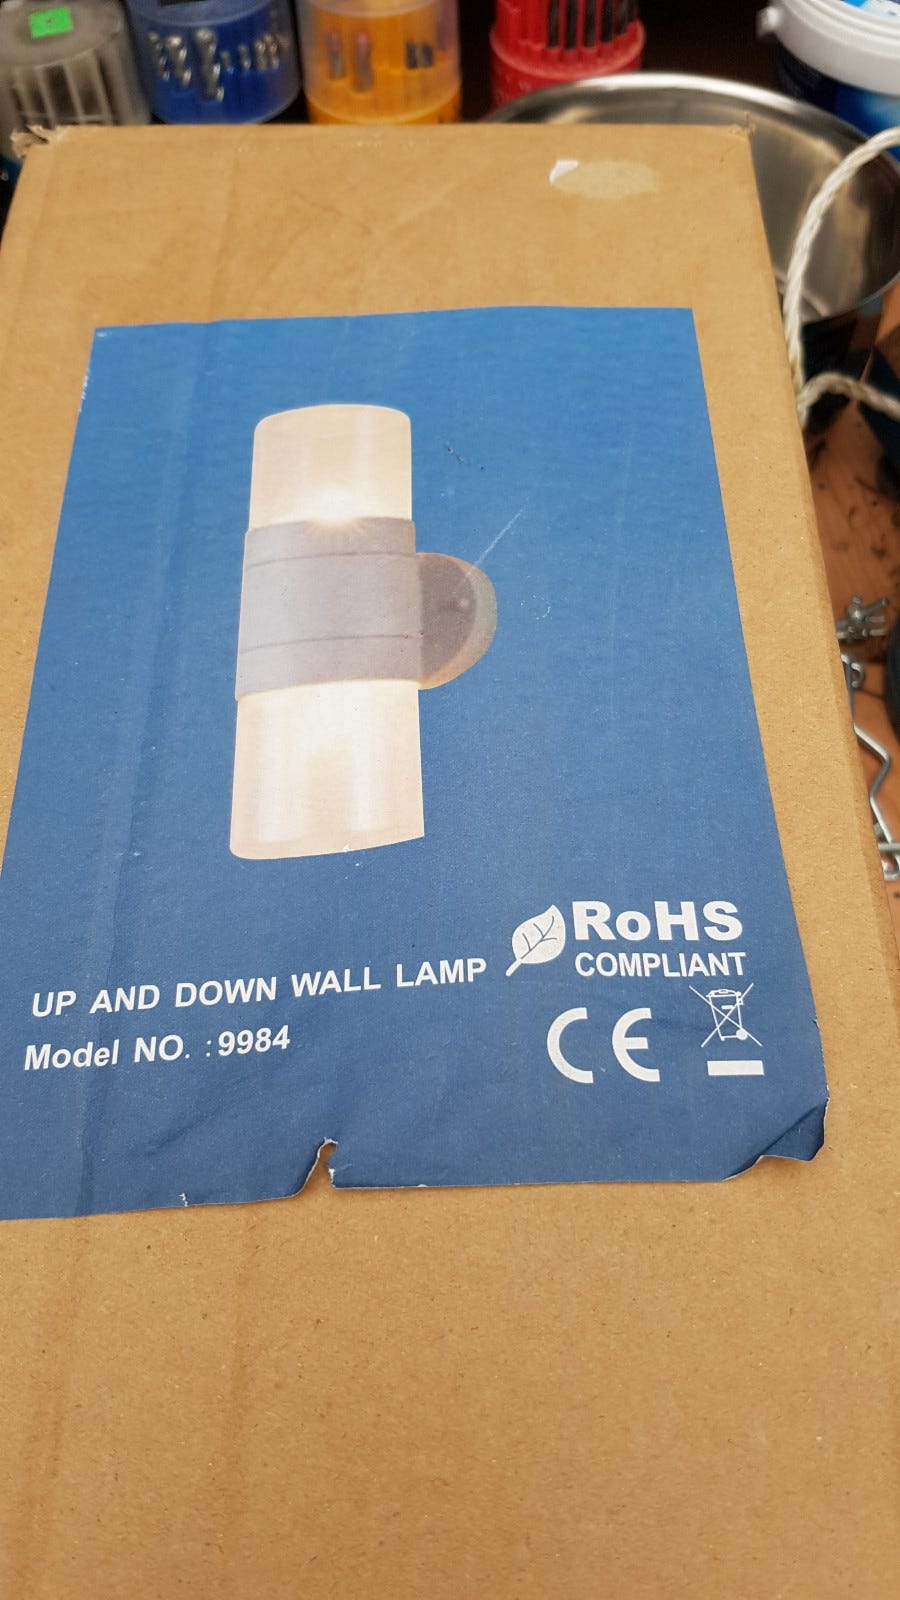 RoHS
COMPLIANT
UP AND DOWN WALL LAMP
Model NO. :9984
CE